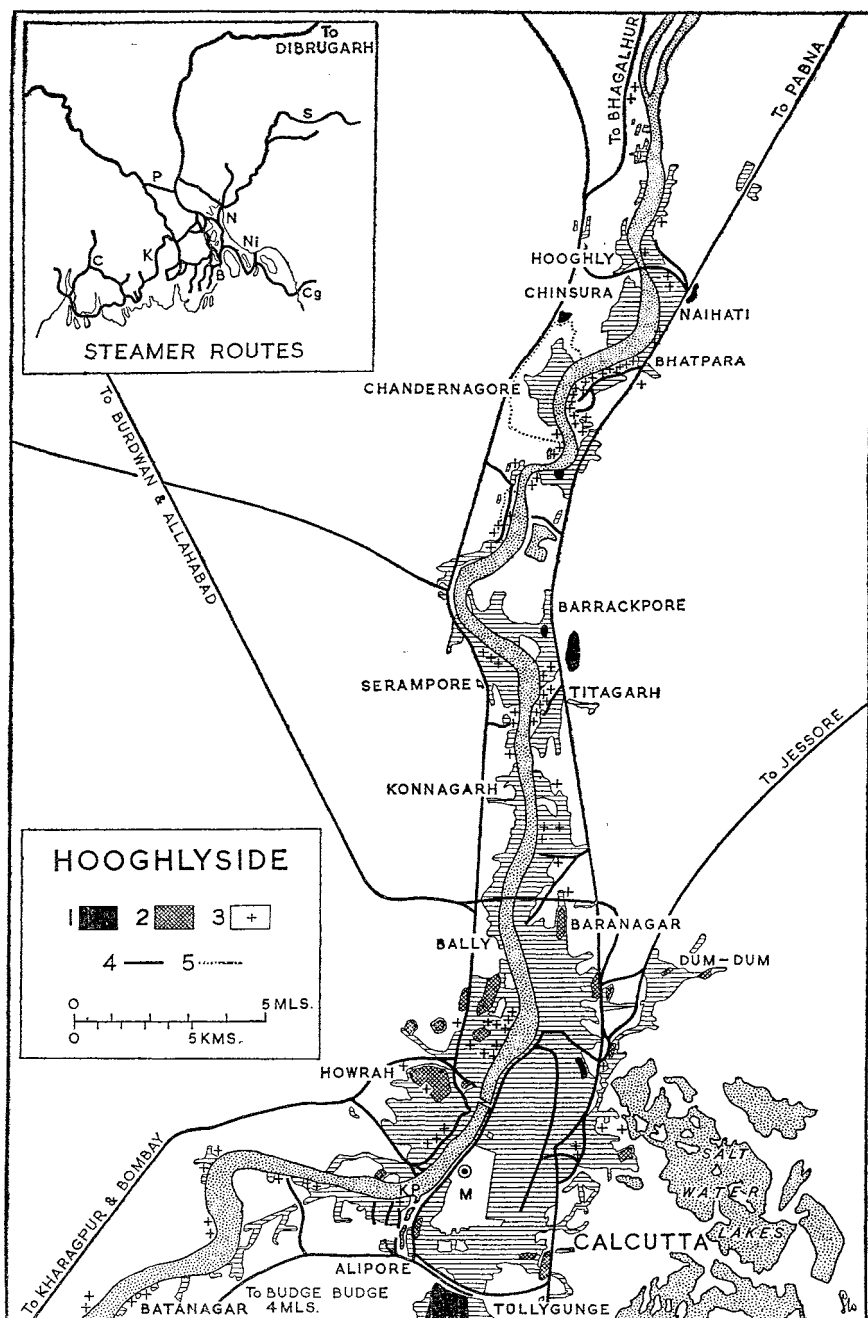 To
DIBRUGARH
S
P
N
K
Ni
C
B
Cg
STEAMER ROUTES
To BHAGALHUR
To PABNA
HOOGHLY
CHINSURA
NAIHATI
BHATPARA
CHANDERNAGORE
To BURDWAN & ALLAHABAD
BARRACKPORE
SERAMPORE
TITAGARH
To JESSORE
KONNAGARH
HOOGHLYSIDE
1 2 3 +
4 5
0 5 MLS.
0 5 KMS.
BARANAGAR
BALLY
DUM-DUM
HOWRAH
SALT
WATER
LAKES
KP
M
To KHARAGPUR & BOMBAY
CALCUTTA
ALIPORE
BATANAGAR
To BUDGE BUDGE
4 MLS.
TOLLYGUNGE